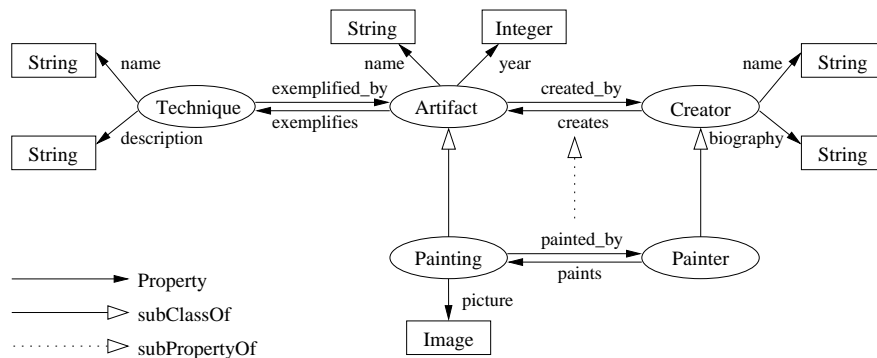 String
Integer
String
name
name
year
name
String
exemplified_by
created_by
Technique
Artifact
Creator
exemplifies
creates
String
description
biography
String
painted_by
Painting
Painter
paints
Property
picture
subClassOf
Image
subPropertyOf